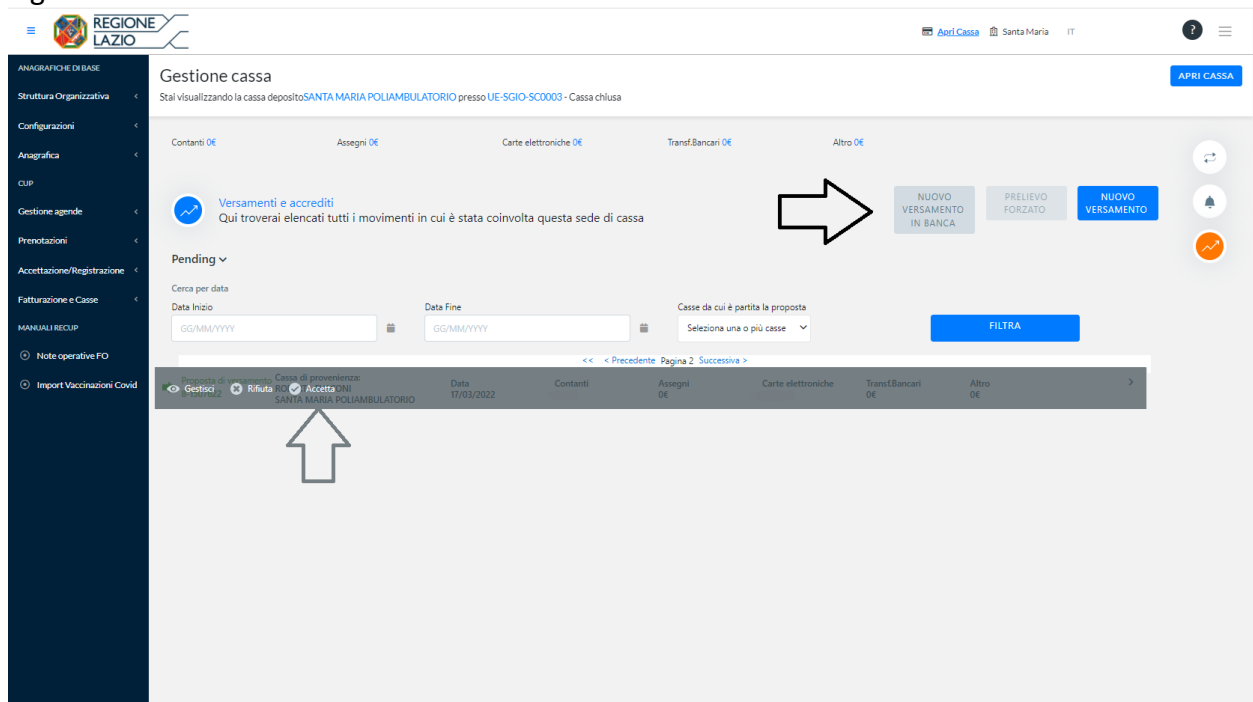 REGIONE
LAZIO
Apri Cassa Santa Maria IT
?
ANAGRAFICHE DI BASE
Struttura Organizzativa
Configurazioni
Anagrafica
CUP
Gestione agende
Prenotazioni
Accettazione/Registrazione
Fatturazione e Casse
MANUALI RECUP
Note operative FO
Import Vaccinazioni Covid
Gestione cassa
APRI CASSA
Stai visualizzando la cassa depositoSANTA MARIA POLIAMBULATORIO presso UE-SGIO-SC0003 - Cassa chiusa
Contanti 0€ Assegni 0€ Carte elettroniche 0€ Transf.Bancari 0€ Altro 0€
Versamenti e accrediti
Qui troverai elencati tutti i movimenti in cui è stata coinvolta questa sede di cassa
NUOVO VERSAMENTO IN BANCA
PRELIEVO FORZATO
NUOVO VERSAMENTO
Pending
Cerca per data
Data Inizio Data Fine Casse da cui è partita la proposta
GG/MM/YYYY GG/MM/YYYY Seleziona una o più casse FILTRA
<< < Precedente Pagina 2 Successiva >
Proposta di versamento Cassa di provenienza: Data Contanti Assegni Carte elettroniche Transf.Bancari Altro >
Gestisci Rifiuta Accetta
17/03/2022 0€ 0€ 0€
SANTA MARIA POLIAMBULATORIO